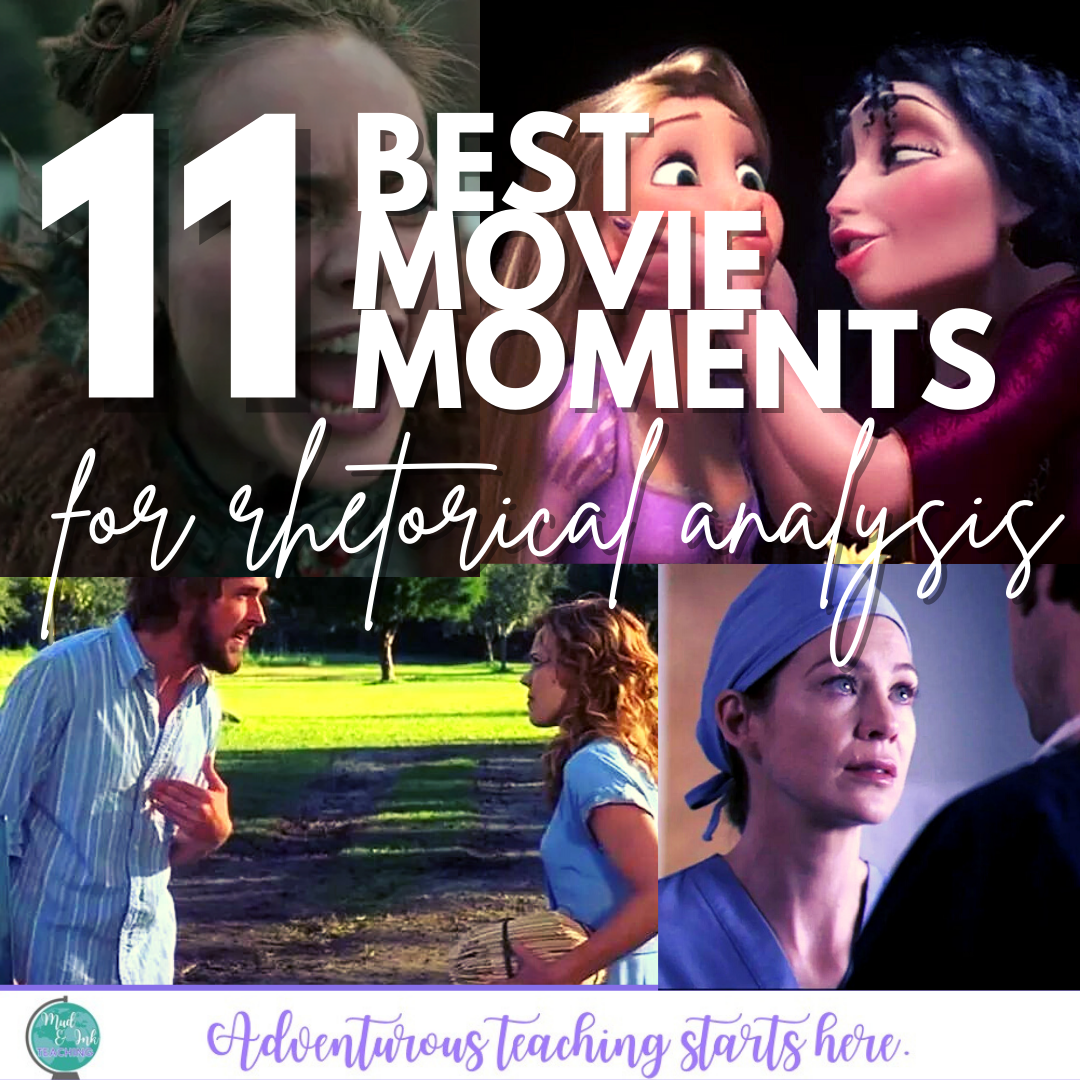 11 BEST
MOVIE
MOMENTS
for rhetorical analysis
Mud
& Ink
TEACHING
Adventurous teaching starts here.